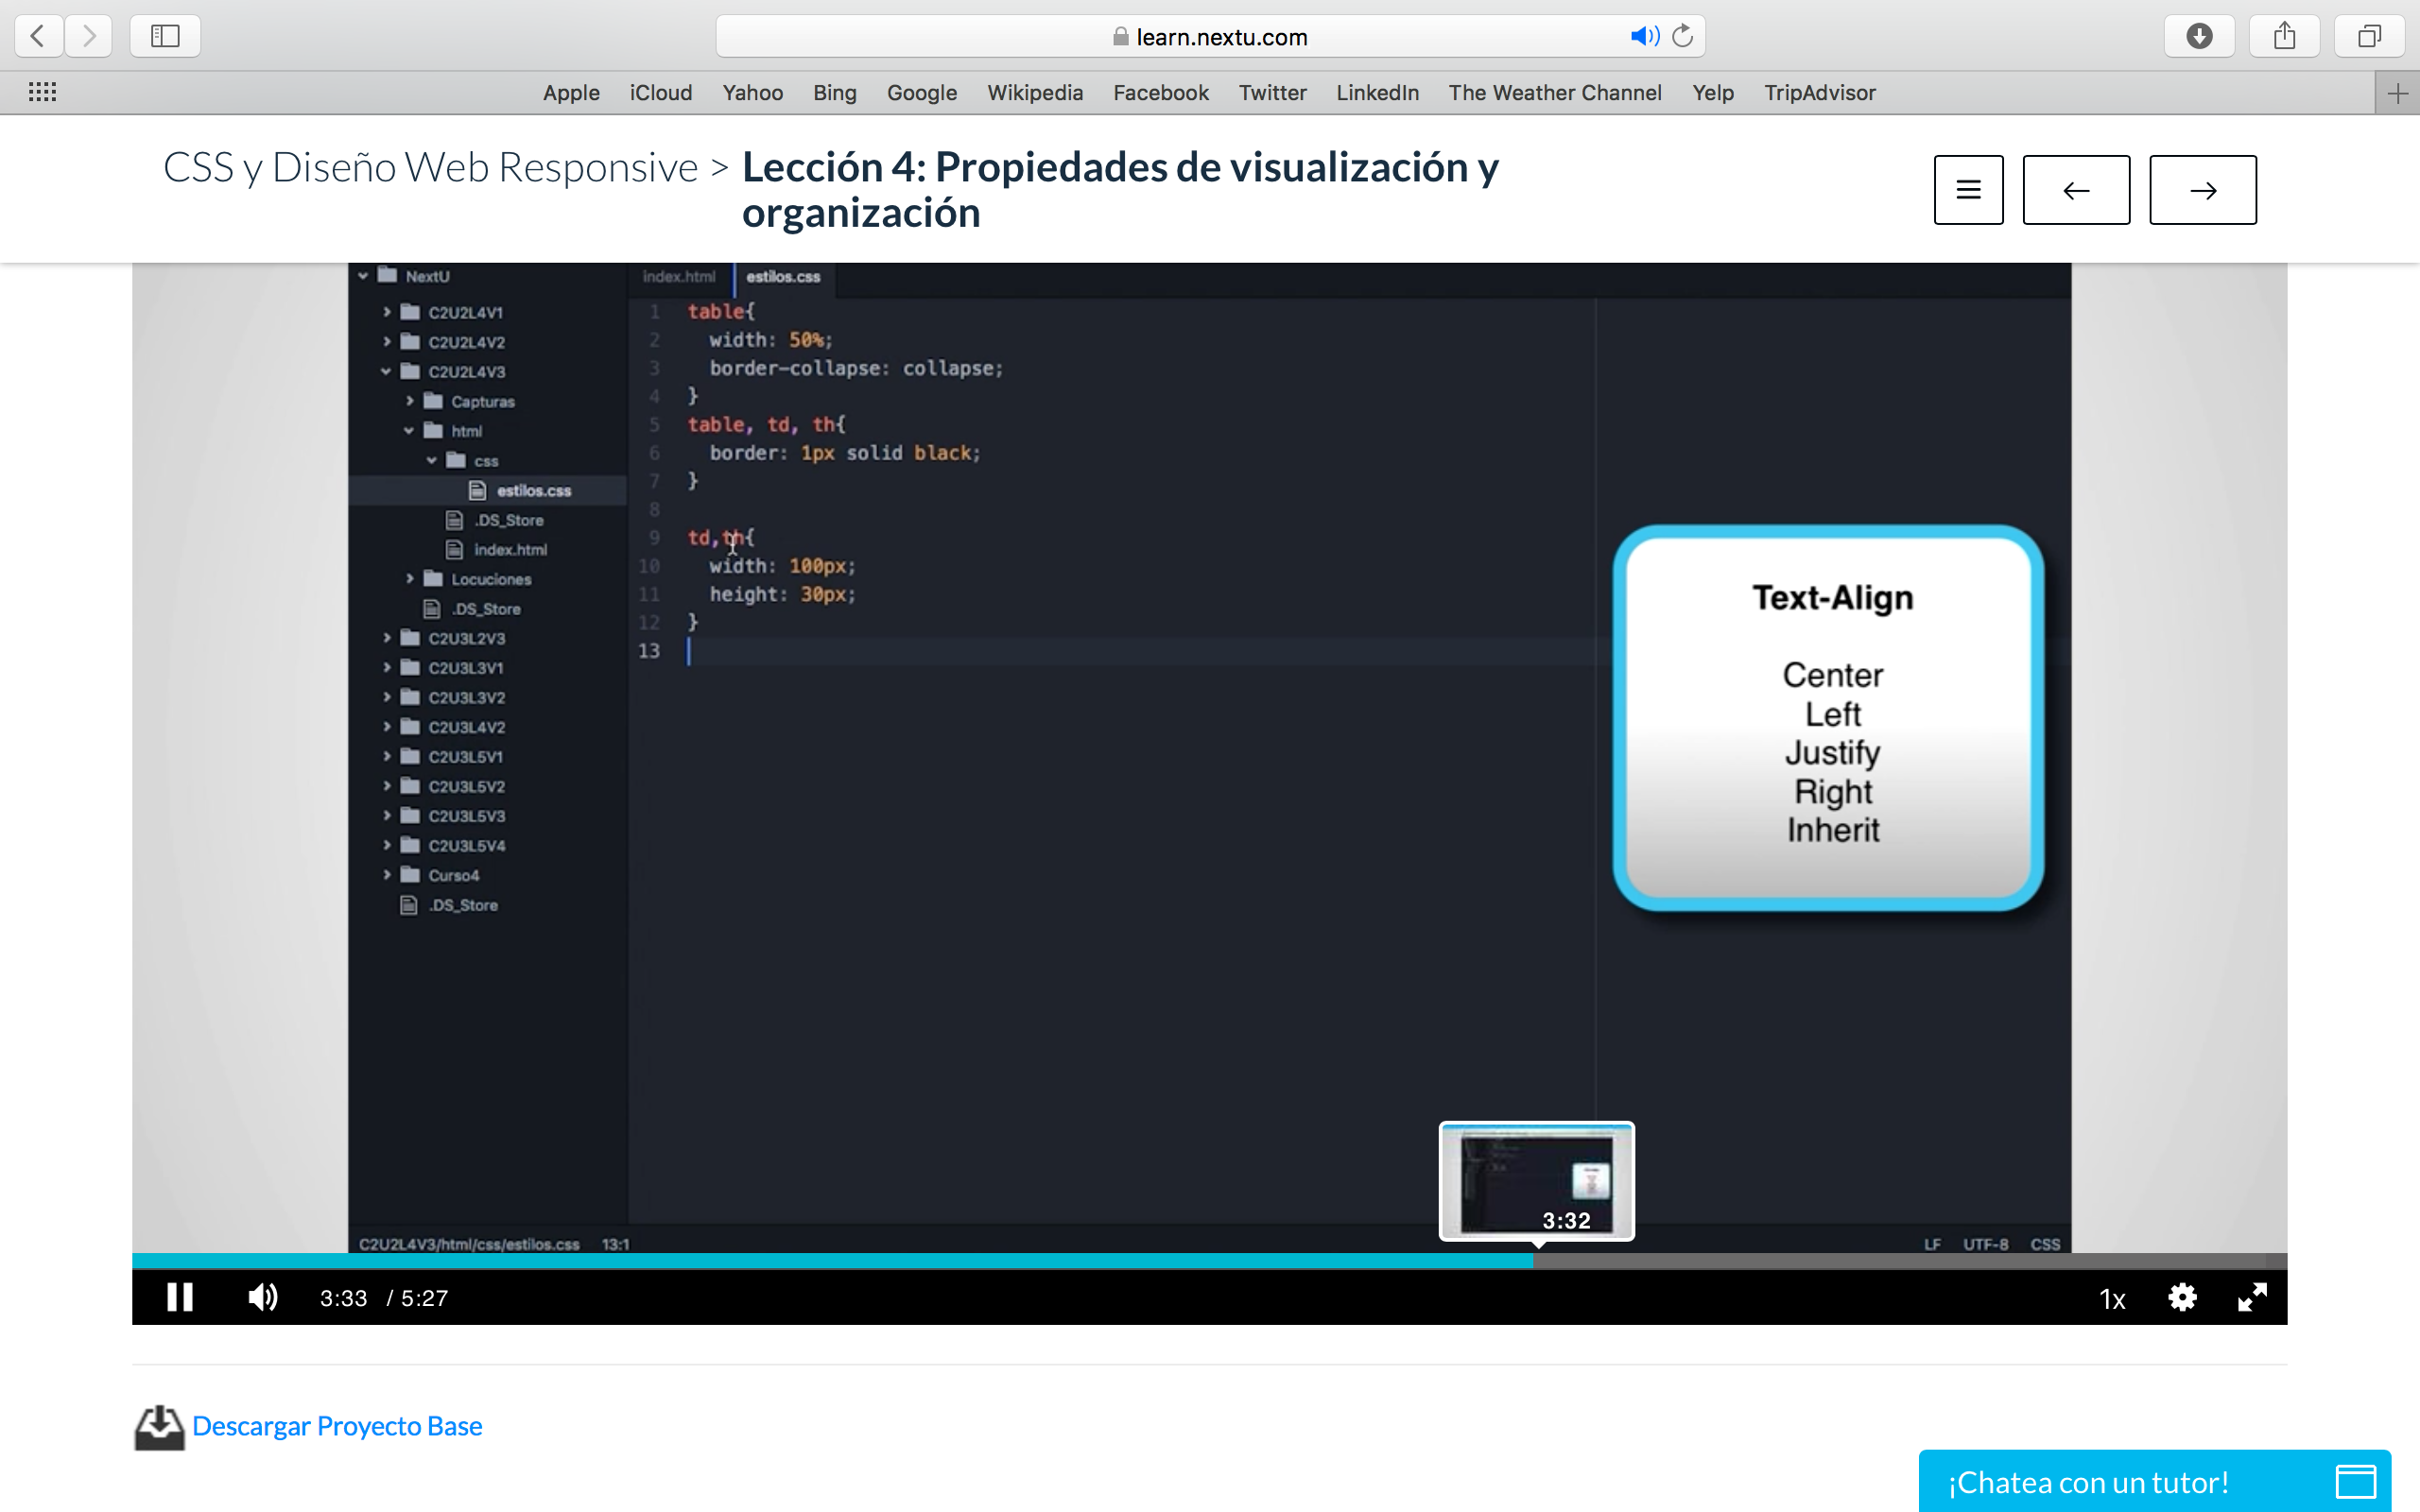 learn.nextu.com
Apple iCloud Yahoo Bing Google Wikipedia Facebook Twitter LinkedIn The Weather Channel Yelp TripAdvisor
CSS y Diseño Web Responsive > Lección 4: Propiedades de visualización y
organización
NextU
C2U2L4V1
C2U2L4V2
C2U2L4V3
Capturas
html
css
estilos.css
.DS_Store
index.html
Locuciones
.DS_Store
C2U3L2V3
C2U3L3V1
C2U3L3V2
C2U3L4V2
C2U3L5V1
C2U3L5V2
C2U3L5V3
C2U3L5V4
Curso4
.DS_Store
index.html estilos.css
1 table{
2 width: 50%;
3 border-collapse: collapse;
4 }
5 table, td, th{
6 border: 1px solid black;
7 }
8
9 td,th{
10 width: 100px;
11 height: 30px;
12 }
13
Text-Align
Center
Left
Justify
Right
Inherit
3:32
C2U2L4V3/html/css/estilos.css 13:1 LF UTF-8 CSS
3:33 / 5:27 1x
Descargar Proyecto Base
¡Chatea con un tutor!